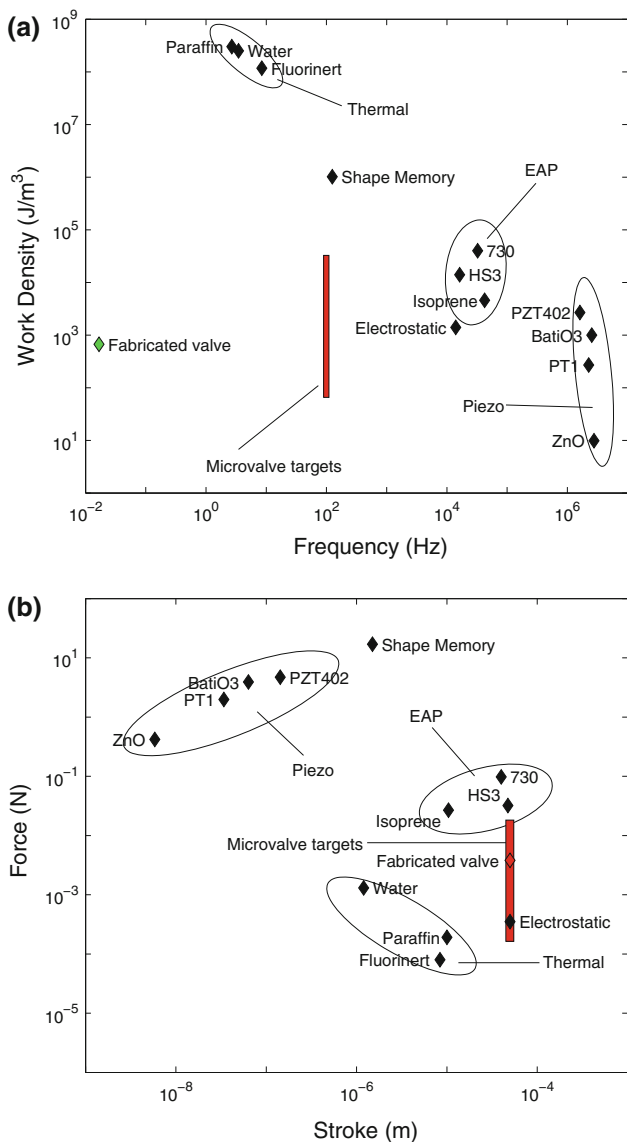 (a)
10^9
Paraffin
Water
Fluorinert
Thermal
10^7
Shape Memory
EAP
10^5
730
HS3
Isoprene
PZT402
Electrostatic
BatiO3
10^3
Fabricated valve
PT1
Piezo
Microvalve targets
10^1
ZnO
Work Density (J/m^3)
10^-2
10^0
10^2
10^4
10^6
Frequency (Hz)
(b)
10^1
Shape Memory
BatiO3
PZT402
PT1
EAP
ZnO
Piezo
10^-1
730
HS3
Isoprene
Microvalve targets
Fabricated valve
10^-3
Water
Electrostatic
Paraffin
Fluorinert
Thermal
10^-5
Force (N)
10^-8
10^-6
10^-4
Stroke (m)